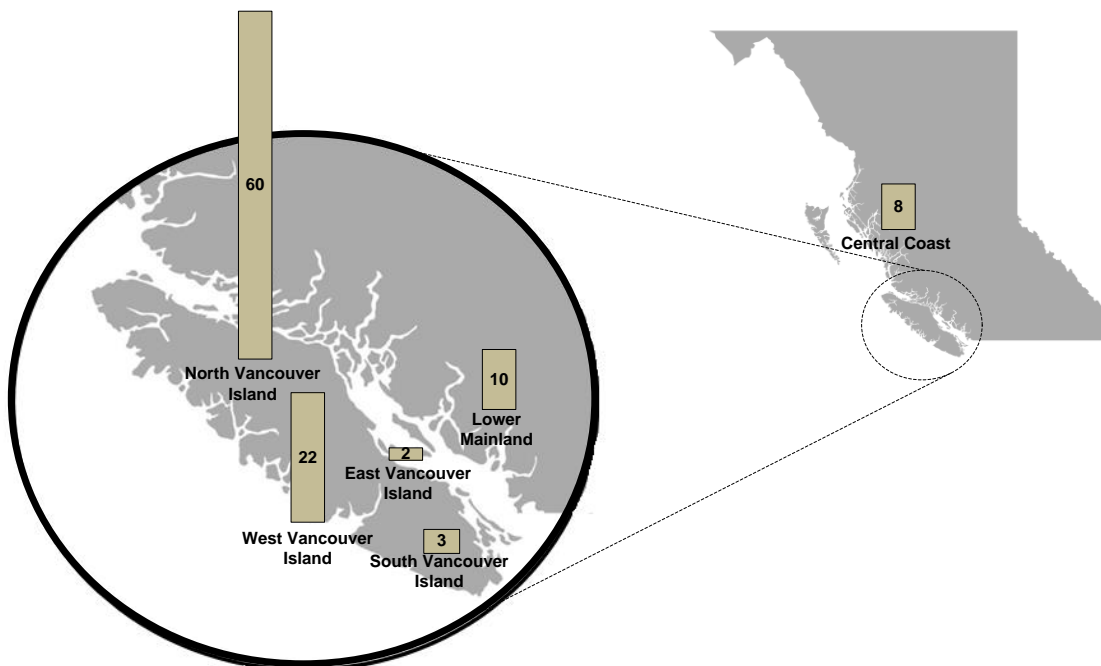 60
North Vancouver
Island
22
West Vancouver
Island
2
East Vancouver
Island
3
South Vancouver
Island
10
Lower
Mainland
8
Central Coast